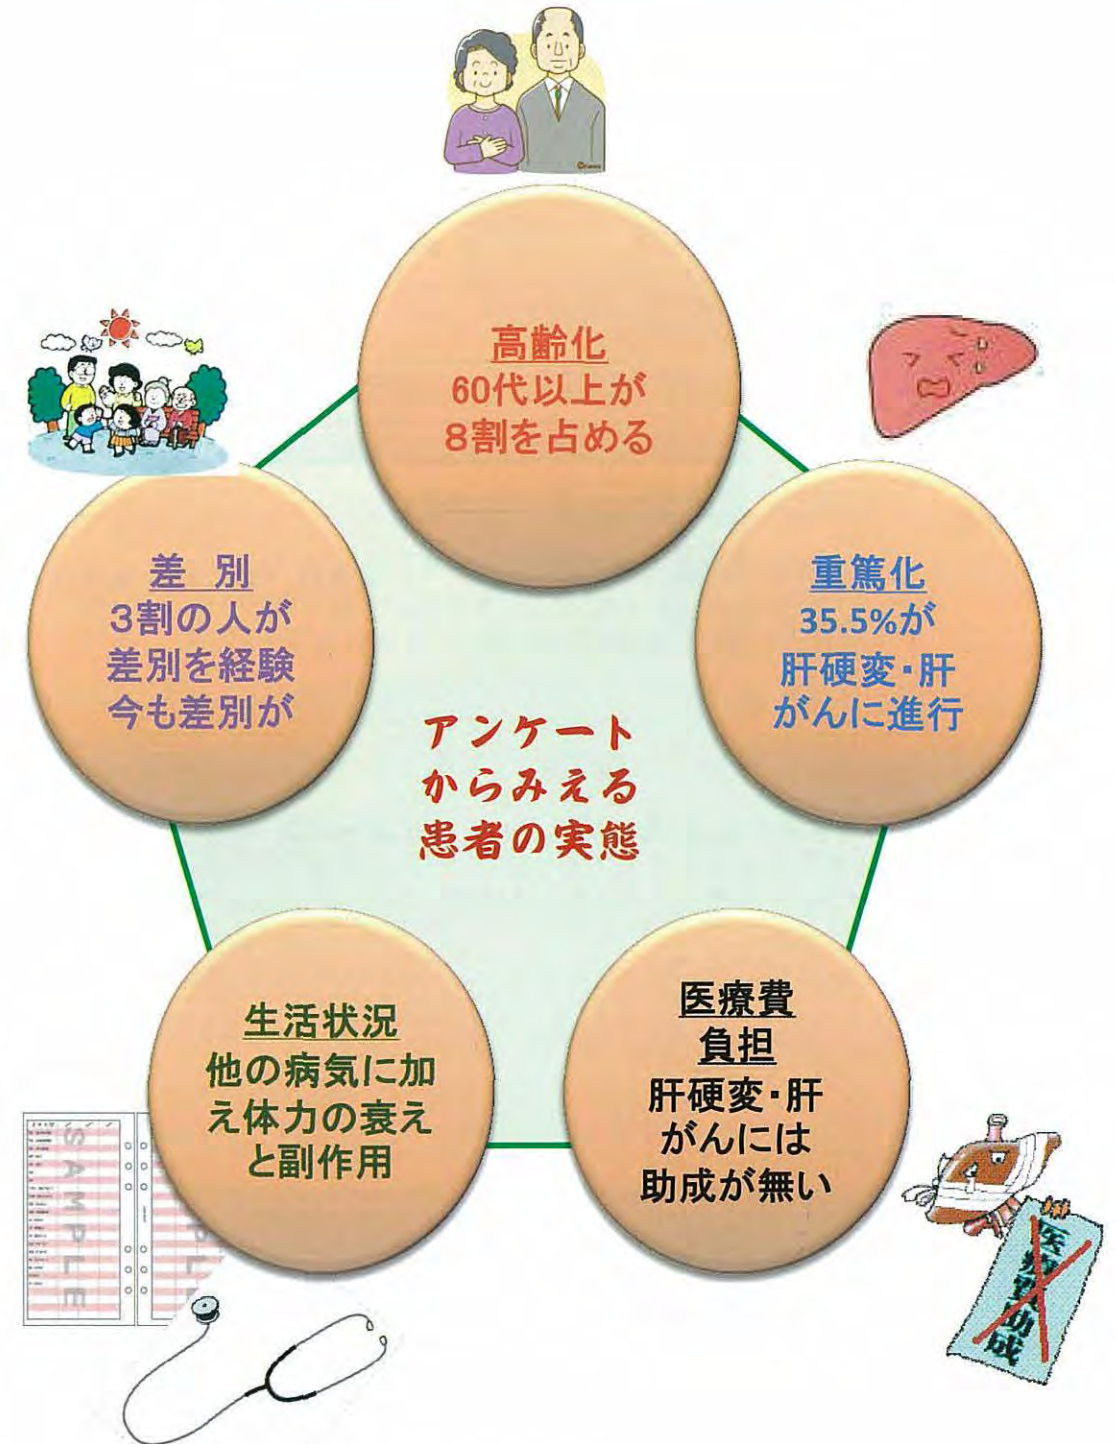 高齢化
60代以上が
8割を占める
差 別
3割の人が
差別を経験
今も差別が
重篤化
35.5%が
肝硬変・肝
がんに進行
アンケート
からみえる
患者の実態
生活状況
他の病気に加
え体力の衰え
と副作用
医療費
負担
肝硬変・肝
がんには
助成が無い
SAMPLE
医療費助成